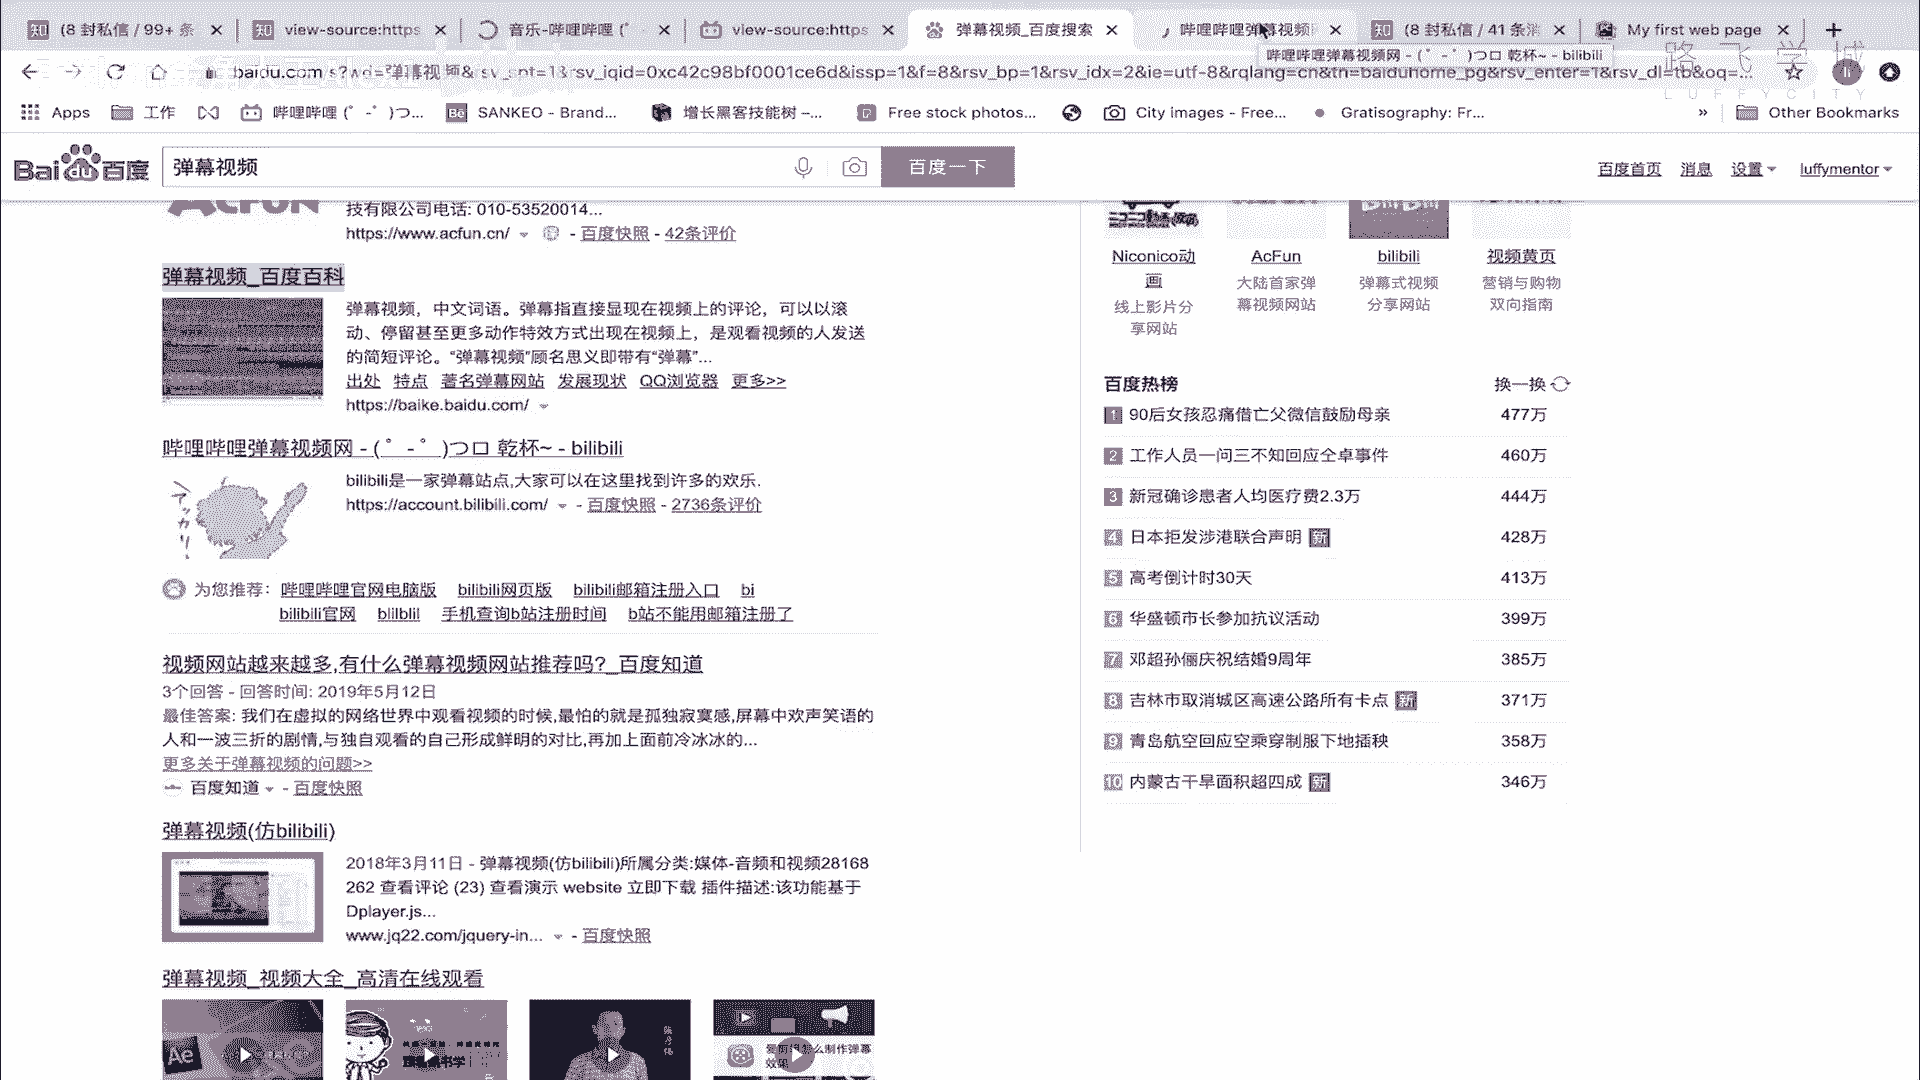 (8 封私信 / 99+ 条
view-source:https
音乐-哔哩哔哩 (゜
view-source:https
弹幕视频_百度搜索
哔哩哔哩弹幕视频网
(8 封私信 / 41 条消
My first web page
哔哩哔哩弹幕视频网 - ( ゜- ゜)つロ 乾杯~ - bilibili
路飞学城
LUFFYCITY
Apps
工作
哔哩哔哩 (゜-゜)つ...
SANKEO - Brand...
增长黑客技能树 -...
Free stock photos...
City images - Free...
Gratisography: Fr...
»
Other Bookmarks
Bai du 百度
弹幕视频
百度一下
百度首页
消息
设置
luffymentor
技有限公司电话: 010-53520014...
https://www.acfun.cn/ - 百度快照 - 42条评价
弹幕视频_百度百科
弹幕视频，中文词语。弹幕指直接显现在视频上的评论，可以以滚
动、停留甚至更多动作特效方式出现在视频上，是观看视频的人发送
的简短评论。“弹幕视频”顾名思义即带有“弹幕”...
出处 特点 著名弹幕网站 发展现状 QQ浏览器 更多>>
https://baike.baidu.com/
哔哩哔哩弹幕视频网 - ( ゜- ゜)つロ 乾杯~ - bilibili
bilibili是一家弹幕站点,大家可以在这里找到许多的欢乐.
https://account.bilibili.com/ - 百度快照 - 2736条评价
为您推荐: 哔哩哔哩官网电脑版 bilibili网页版 bilibili邮箱注册入口 bi
bilibili官网 blilblil 手机查询b站注册时间 b站不能用邮箱注册了
视频网站越来越多,有什么弹幕视频网站推荐吗?_百度知道
3个回答 - 回答时间: 2019年5月12日
最佳答案: 我们在虚拟的网络世界中观看视频的时候,最怕的就是孤独寂寞感,屏幕中欢声笑语的
人和一波三折的剧情,与独自观看的自己形成鲜明的对比,再加上面前冷冰冰的...
更多关于弹幕视频的问题>>
百度知道 - 百度快照
弹幕视频(仿bilibili)
2018年3月11日 - 弹幕视频(仿bilibili)所属分类:媒体-音频和视频28168
262 查看评论 (23) 查看演示 website 立即下载 插件描述:该功能基于
Dplayer.js...
www.jq22.com/jquery-in... - 百度快照
弹幕视频_视频大全_高清在线观看
Ae
Niconico动画
线上影片分享网站
AcFun
大陆首家弹幕视频网站
bilibili
弹幕式视频分享网站
视频黄页
营销与购物双向指南
百度热榜
换一换
1 90后女孩忍痛借亡父微信鼓励母亲 477万
2 工作人员一问三不知回应仝卓事件 460万
3 新冠确诊患者人均医疗费2.3万 444万
4 日本拒发涉港联合声明 新 428万
5 高考倒计时30天 413万
6 华盛顿市长参加抗议活动 399万
7 邓超孙俪庆祝结婚9周年 385万
8 吉林市取消城区高速公路所有卡点 新 371万
9 青岛航空回应空乘穿制服下地插秧 358万
10 内蒙古干旱面积超四成 新 346万